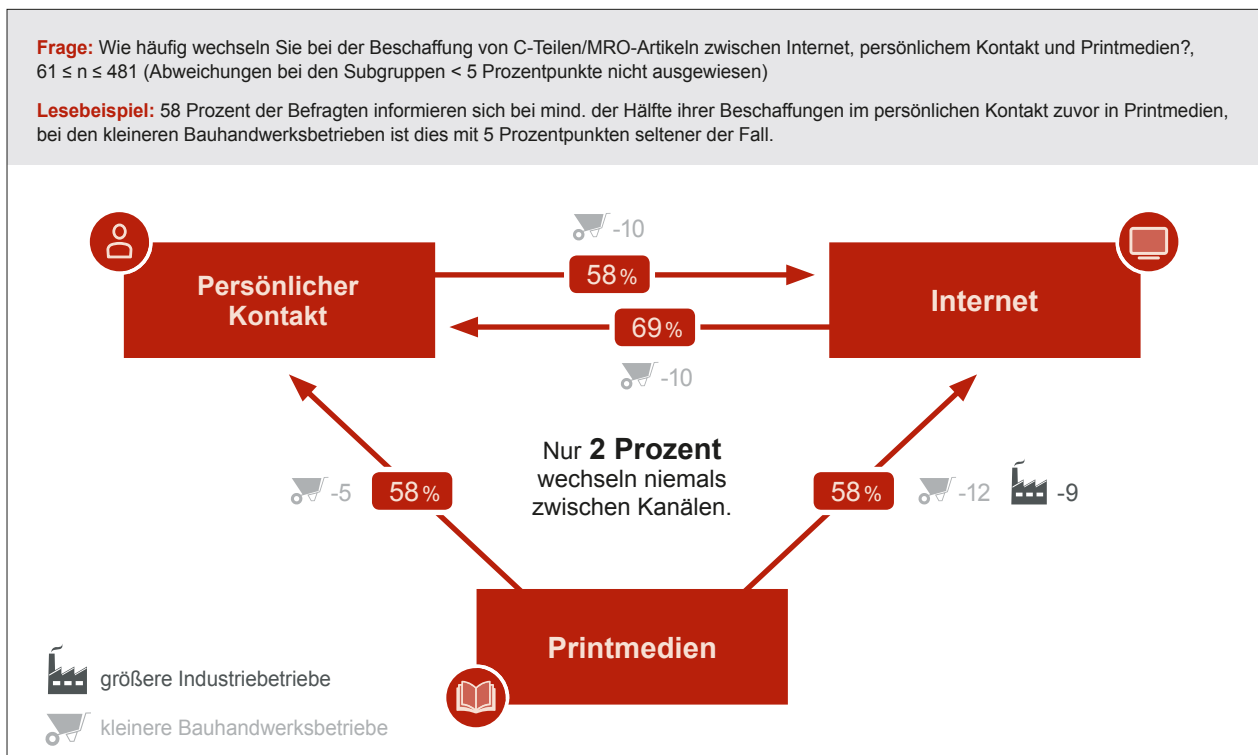 Frage: Wie häufig wechseln Sie bei der Beschaffung von C-Teilen/MRO-Artikeln zwischen Internet, persönlichem Kontakt und Printmedien?,
61 ≤ n ≤ 481 (Abweichungen bei den Subgruppen < 5 Prozentpunkte nicht ausgewiesen)
Lesebeispiel: 58 Prozent der Befragten informieren sich bei mind. der Hälfte ihrer Beschaffungen im persönlichen Kontakt zuvor in Printmedien,
bei den kleineren Bauhandwerksbetrieben ist dies mit 5 Prozentpunkten seltener der Fall.
-10
58 %
Persönlicher
Kontakt
Internet
69 %
-10
Nur 2 Prozent
wechseln niemals
zwischen Kanälen.
-5
58 %
58 %
-12
-9
Printmedien
größere Industriebetriebe
kleinere Bauhandwerksbetriebe